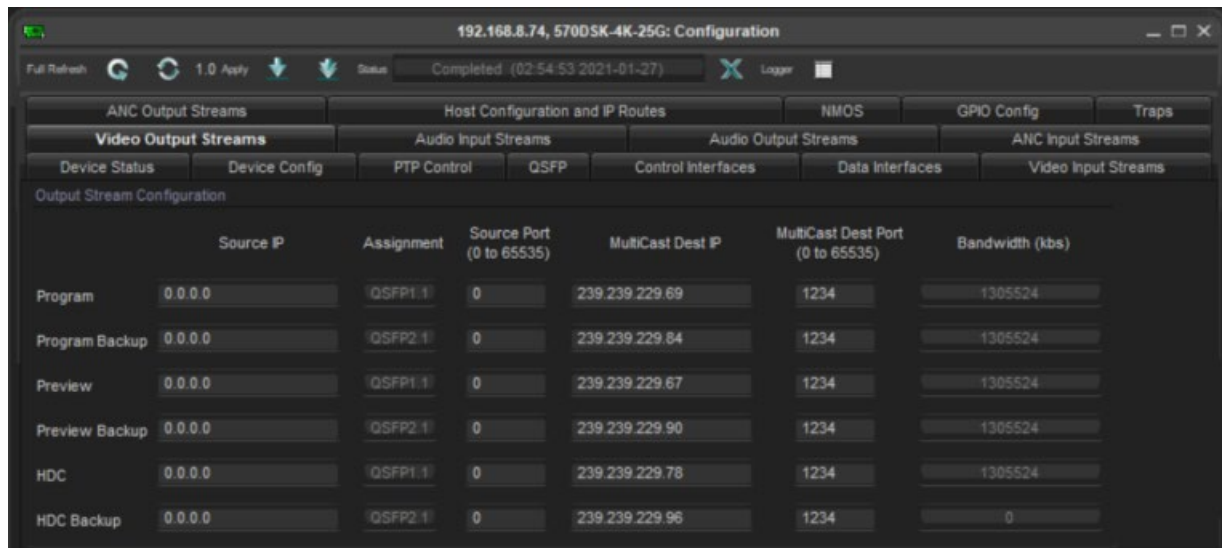 192.168.8.74, 570DSK-4K-25G: Configuration
Full Refresh 1.0 Apply Status Completed (02:54:53 2021-01-27) Logger
ANC Output Streams Host Configuration and IP Routes NMOS GPIO Config Traps
Video Output Streams Audio Input Streams Audio Output Streams ANC Input Streams
Device Status Device Config PTP Control QSFP Control Interfaces Data Interfaces Video Input Streams
Output Stream Configuration
Source IP Assignment Source Port (0 to 65535) MultiCast Dest IP MultiCast Dest Port (0 to 65535) Bandwidth (kbs)
Program 0.0.0.0 QSFP1.1 0 239.239.229.69 1234 1305524
Program Backup 0.0.0.0 QSFP2.1 0 239.239.229.84 1234 1305524
Preview 0.0.0.0 QSFP1.1 0 239.239.229.67 1234 1305524
Preview Backup 0.0.0.0 QSFP2.1 0 239.239.229.90 1234 1305524
HDC 0.0.0.0 QSFP1.1 0 239.239.229.78 1234 1305524
HDC Backup 0.0.0.0 QSFP2.1 0 239.239.229.96 1234 0